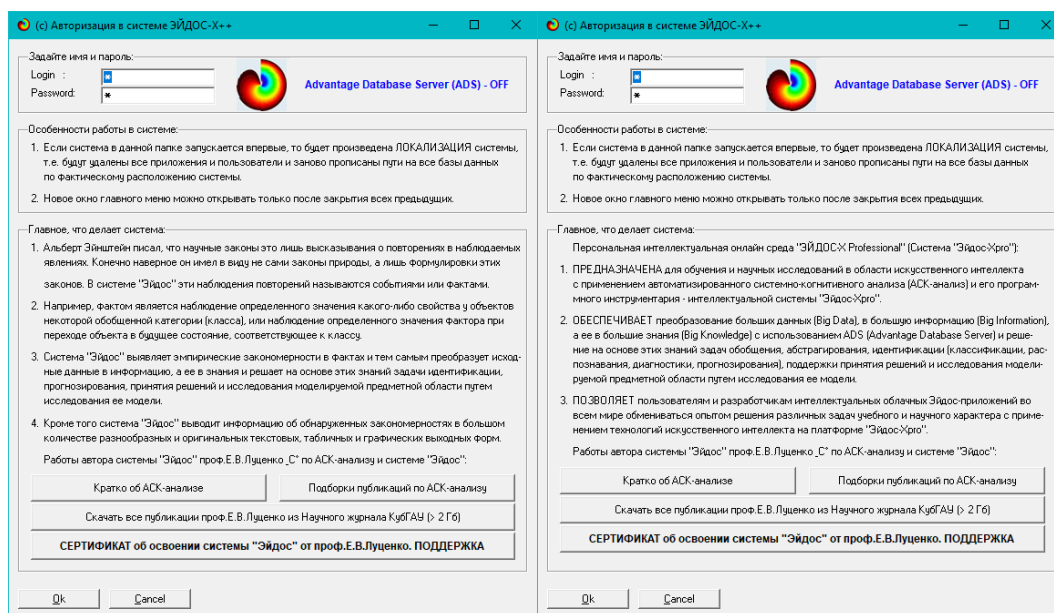 (c) Авторизация в системе ЭЙДОС-X++
Задайте имя и пароль:
Login :
*
Password:
*
Advantage Database Server (ADS) - OFF
Особенности работы в системе:
1. Если система в данной папке запускается впервые, то будет произведена ЛОКАЛИЗАЦИЯ системы,
т.е. будут удалены все приложения и пользователи и заново прописаны пути на все базы данных
по фактическому расположению системы.
2. Новое окно главного меню можно открывать только после закрытия всех предыдущих.
Главное, что делает система:
1. Альберт Эйнштейн писал, что научные законы это лишь высказывания о повторениях в наблюдаемых
явлениях. Конечно наверное он имел в виду не сами законы природы, а лишь формулировки этих
законов. В системе "Эйдос" эти наблюдения повторений называются событиями или фактами.
2. Например, фактом является наблюдение определенного значения какого-либо свойства у объектов
некоторой обобщенной категории (класса), или наблюдение определенного значения фактора при
переходе объекта в будущее состояние, соответствующее к классу.
3. Система "Эйдос" выявляет эмпирические закономерности в фактах и тем самым преобразует исход-
ные данные в информацию, а ее в знания и решает на основе этих знаний задачи идентификации,
прогнозирования, принятия решений и исследования моделируемой предметной области путем
исследования ее модели.
4. Кроме того система "Эйдос" выводит информацию об обнаруженных закономерностях в большом
количестве разнообразных и оригинальных текстовых, табличных и графических выходных форм.
Работы автора системы "Эйдос" проф.Е.В.Луценко _С° по АСК-анализу и системе "Эйдос":
Кратко об АСК-анализе
Подборки публикаций по АСК-анализу
Скачать все публикации проф.Е.В.Луценко из Научного журнала КубГАУ (> 2 Гб)
СЕРТИФИКАТ об освоении системы "Эйдос" от проф.Е.В.Луценко. ПОДДЕРЖКА
Ok
Cancel
(c) Авторизация в системе ЭЙДОС-X++
Задайте имя и пароль:
Login :
*
Password:
*
Advantage Database Server (ADS) - OFF
Особенности работы в системе:
1. Если система в данной папке запускается впервые, то будет произведена ЛОКАЛИЗАЦИЯ системы,
т.е. будут удалены все приложения и пользователи и заново прописаны пути на все базы данных
по фактическому расположению системы.
2. Новое окно главного меню можно открывать только после закрытия всех предыдущих.
Главное, что делает система:
Персональная интеллектуальная онлайн среда "ЭЙДОС-X Professional" (Система "Эйдос-Xpro"):
1. ПРЕДНАЗНАЧЕНА для обучения и научных исследований в области искусственного интеллекта
с применением автоматизированного системно-когнитивного анализа (АСК-анализ) и его програм-
много инструментария - интеллектуальной системы "Эйдос-Xpro".
2. ОБЕСПЕЧИВАЕТ преобразование больших данных (Big Data), в большую информацию (Big Information),
а ее в большие знания (Big Knowledge) с использованием ADS (Advantage Database Server) и реше-
ние на основе этих знаний задач обобщения, абстрагирования, идентификации (классификации, рас-
познавания, диагностики, прогнозирования), поддержки принятия решений и исследования модели-
руемой предметной области путем исследования ее модели.
3. ПОЗВОЛЯЕТ пользователям и разработчикам интеллектуальных облачных Эйдос-приложений во
всем мире обмениваться опытом решения различных задач учебного и научного характера с приме-
нением технологий искусственного интеллекта на платформе "Эйдос-Xpro".
Работы автора системы "Эйдос" проф.Е.В.Луценко _С° по АСК-анализу и системе "Эйдос":
Кратко об АСК-анализе
Подборки публикаций по АСК-анализу
Скачать все публикации проф.Е.В.Луценко из Научного журнала КубГАУ (> 2 Гб)
СЕРТИФИКАТ об освоении системы "Эйдос" от проф.Е.В.Луценко. ПОДДЕРЖКА
Ok
Cancel